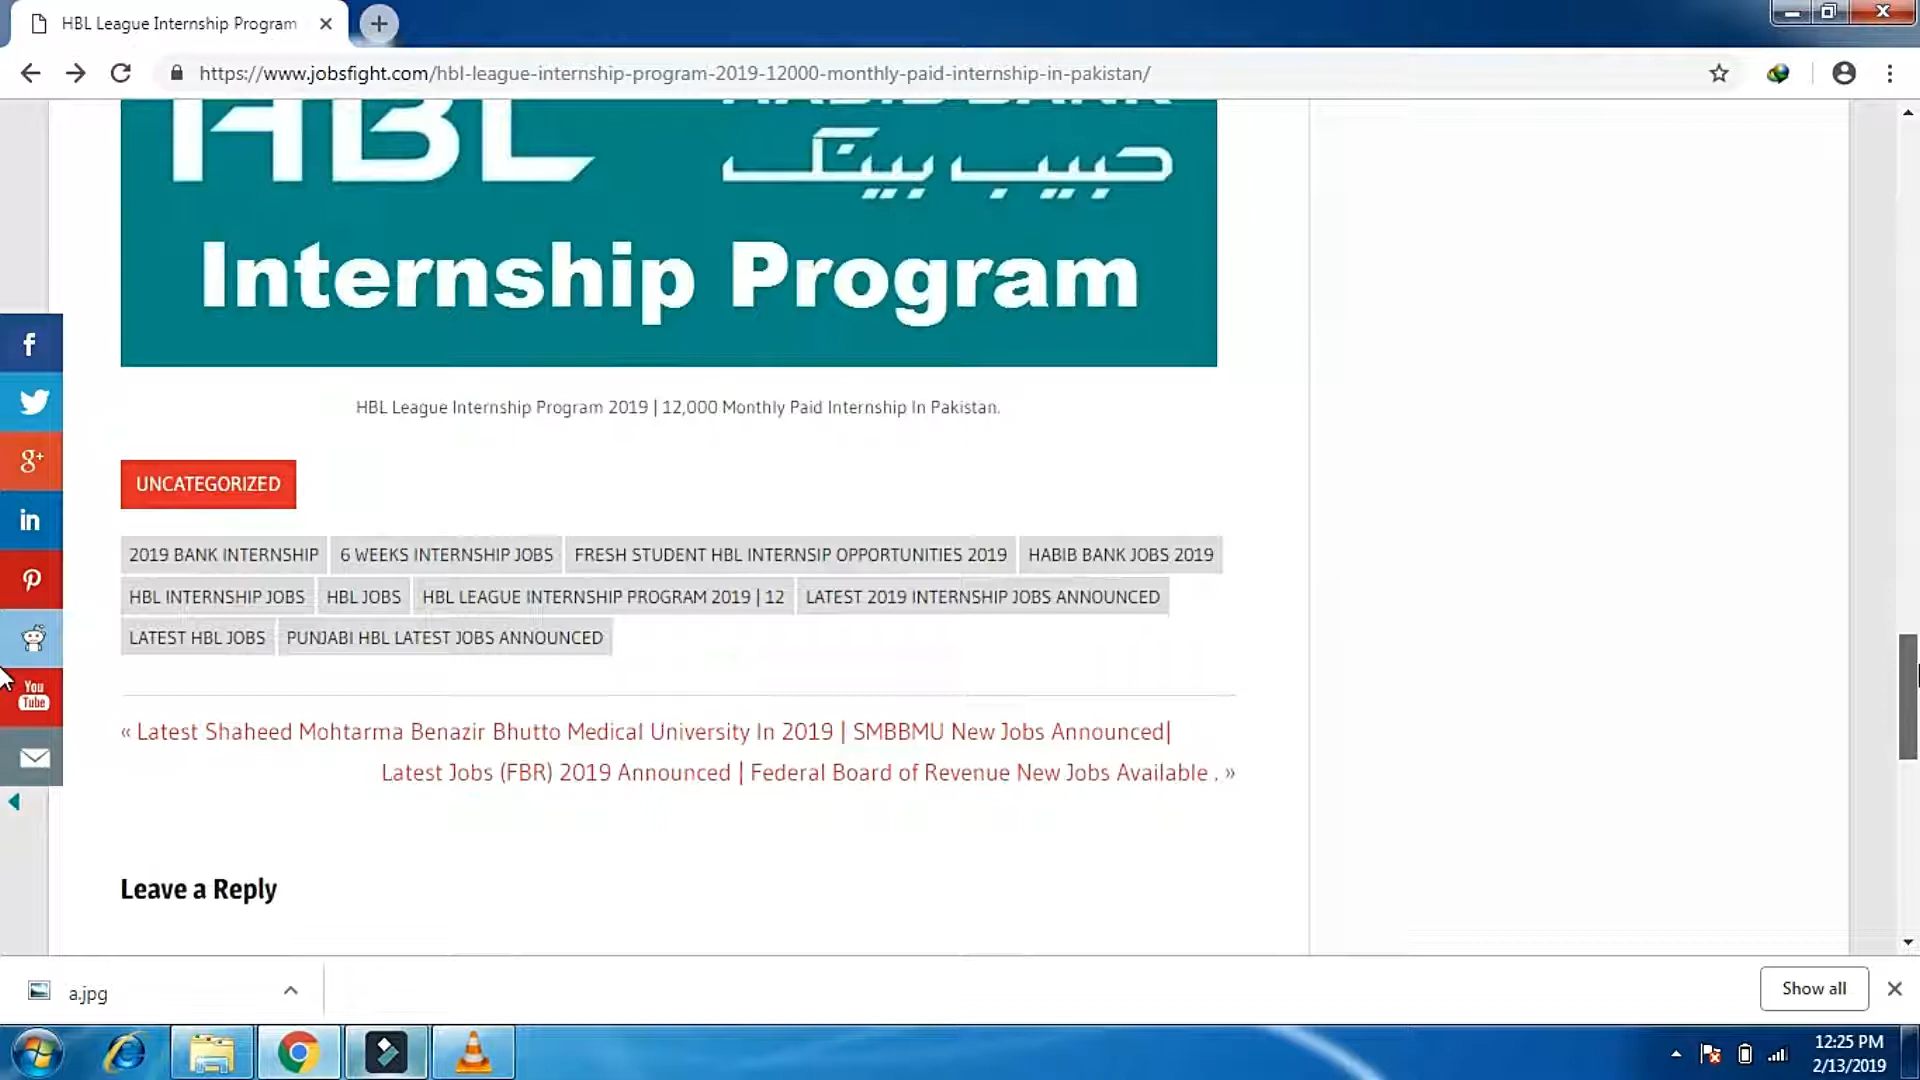 HBL League Internship Program
https://www.jobsfight.com/hbl-league-internship-program-2019-12000-monthly-paid-internship-in-pakistan/
HBL HABIB BANK
حبیب بینک
Internship Program
HBL League Internship Program 2019 | 12,000 Monthly Paid Internship In Pakistan.
UNCATEGORIZED
2019 BANK INTERNSHIP 6 WEEKS INTERNSHIP JOBS FRESH STUDENT HBL INTERNSIP OPPORTUNITIES 2019 HABIB BANK JOBS 2019
HBL INTERNSHIP JOBS HBL JOBS HBL LEAGUE INTERNSHIP PROGRAM 2019 | 12 LATEST 2019 INTERNSHIP JOBS ANNOUNCED
LATEST HBL JOBS PUNJABI HBL LATEST JOBS ANNOUNCED
« Latest Shaheed Mohtarma Benazir Bhutto Medical University In 2019 | SMBBMU New Jobs Announced|
Latest Jobs (FBR) 2019 Announced | Federal Board of Revenue New Jobs Available . »
Leave a Reply
f
g+
in
You
Tube
a.jpg
Show all
12:25 PM
2/13/2019